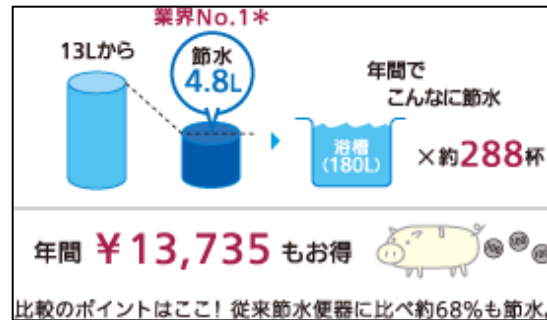 業界No.1*
13Lから
節水
4.8L
年間で
こんなに節水
浴槽
(180L)
×約288杯
年間 ¥13,735 もお得
比較のポイントはここ! 従来節水便器に比べ約68%も節水。